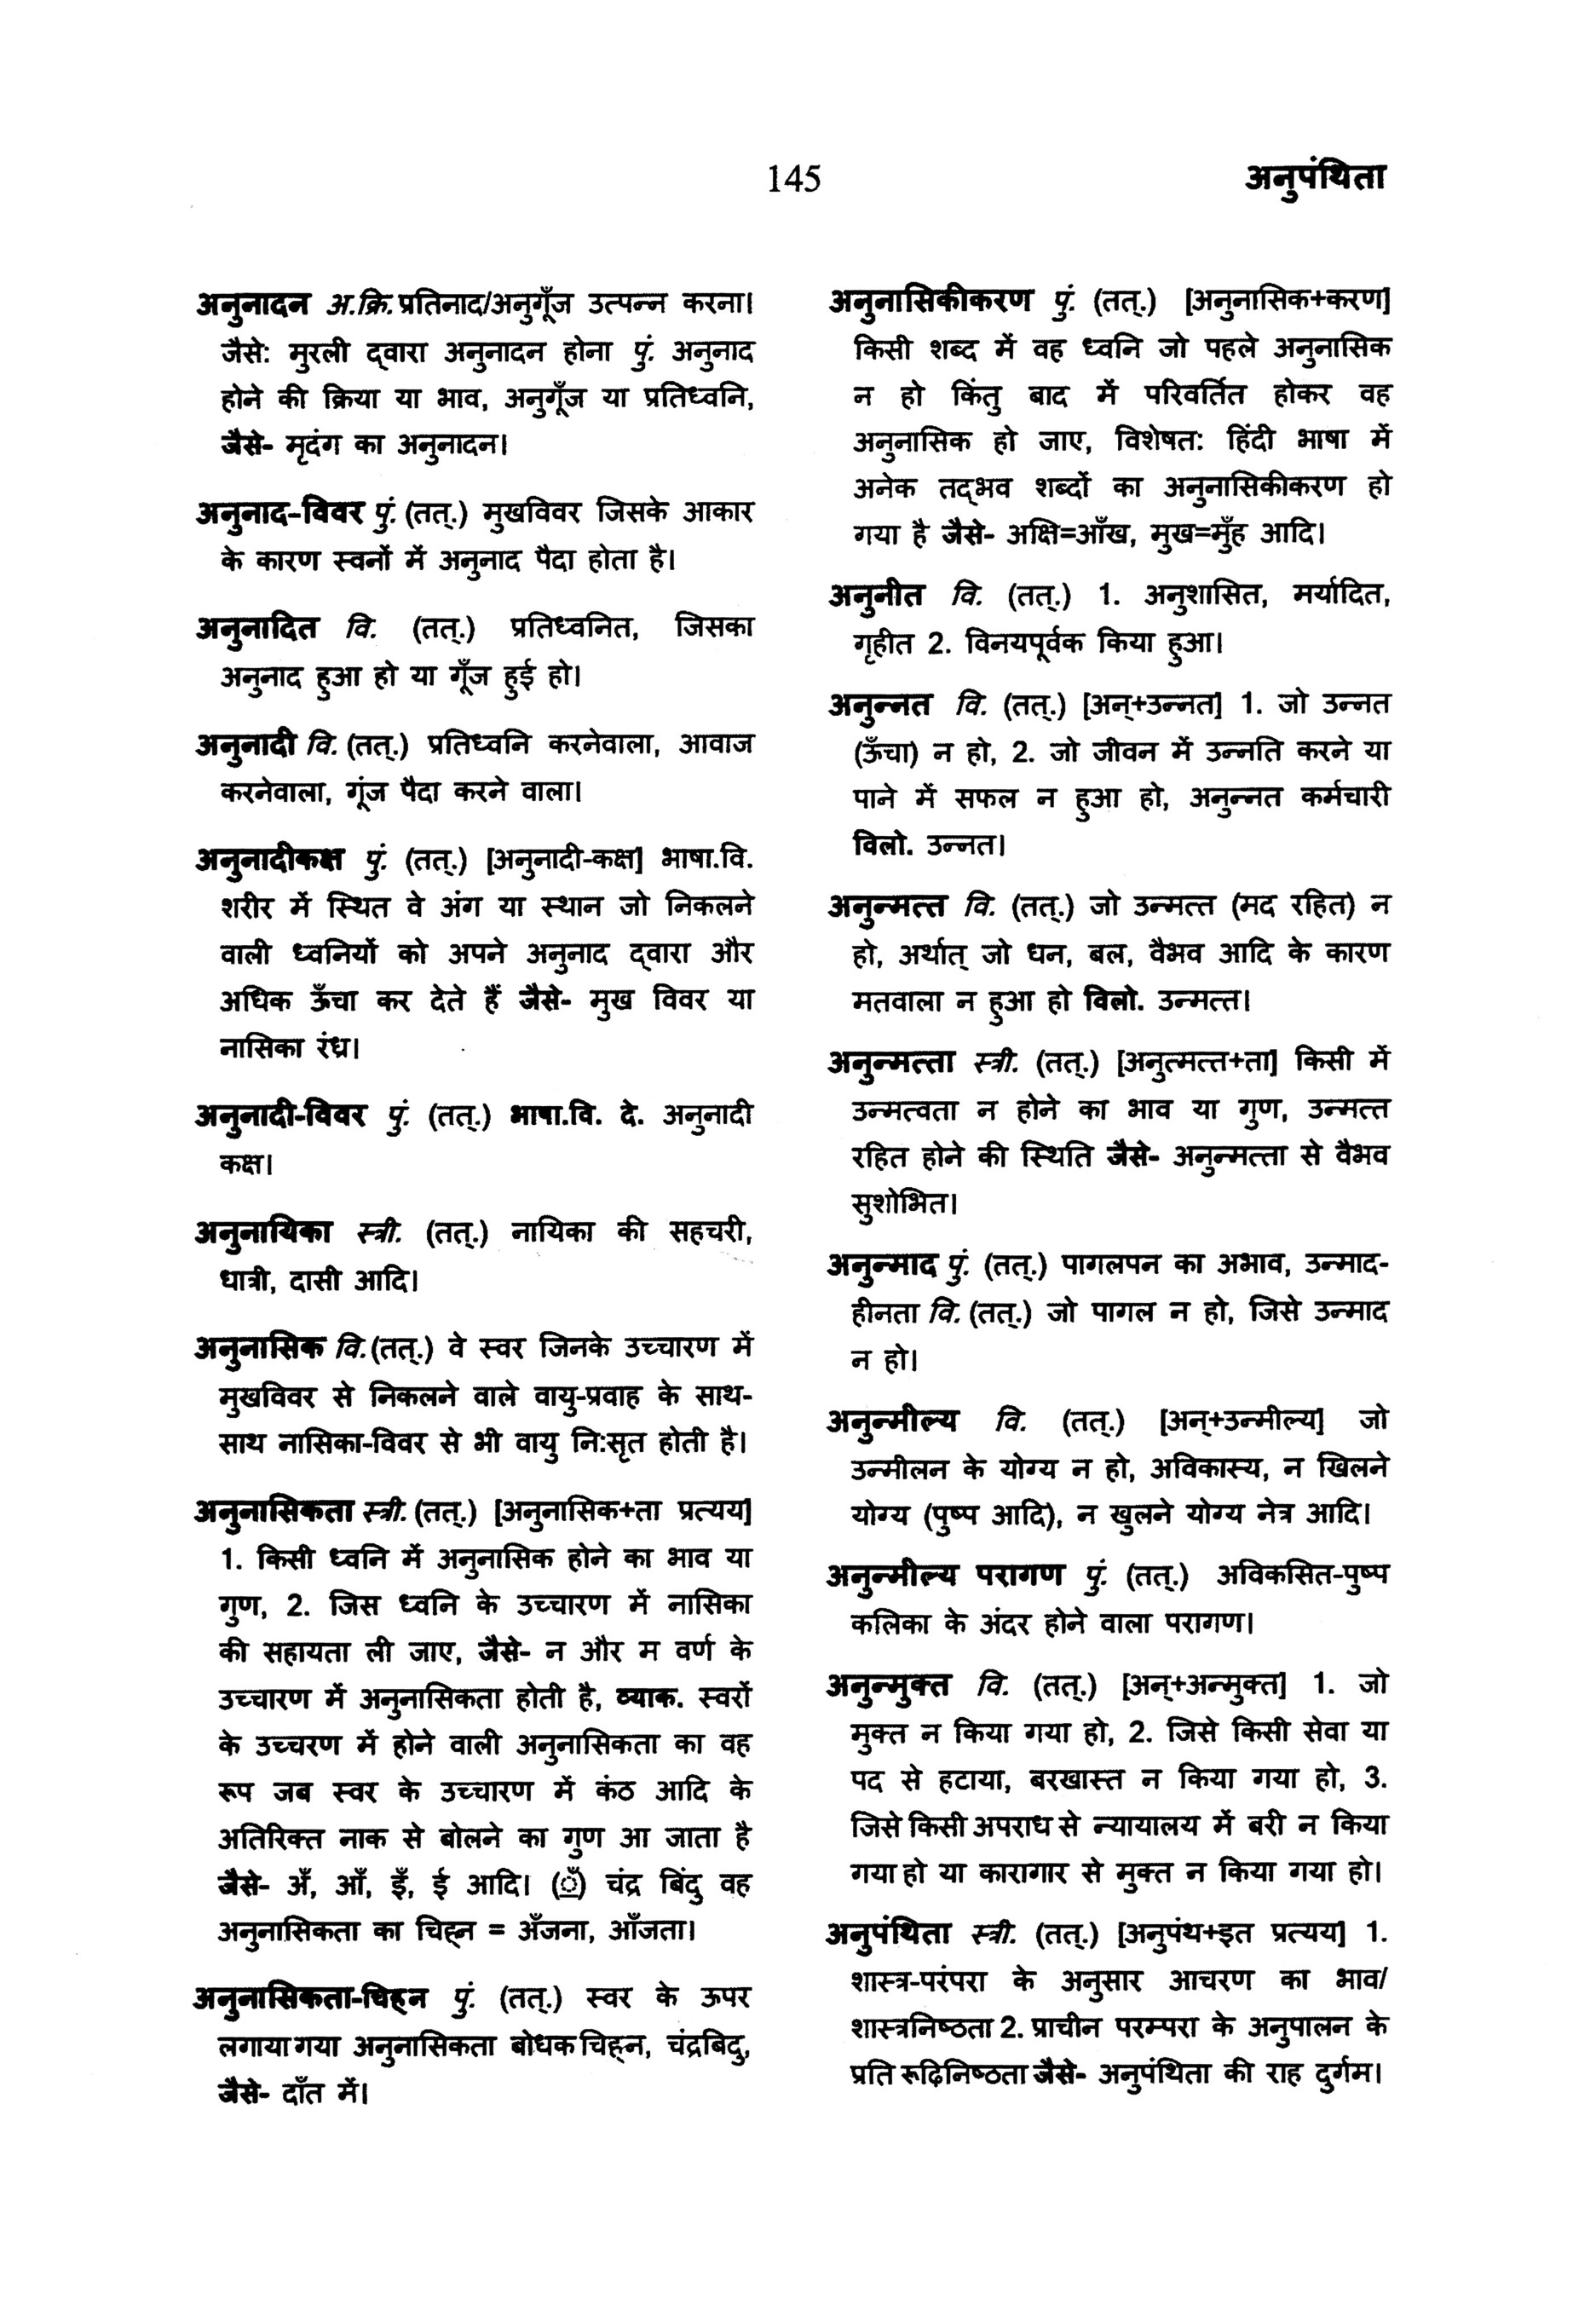 145
अनुपंथिता
अनुनादन अ.क्रि. प्रतिनाद/अनुगूँज उत्पन्न करना।
जैसे: मुरली द्वारा अनुनादन होना पुं. अनुनाद
होने की क्रिया या भाव, अनुगूँज या प्रतिध्वनि,
जैसे- मृदंग का अनुनादन।
अनुनाद-विवर पुं. (तत्.) मुखविवर जिसके आकार
के कारण स्वनों में अनुनाद पैदा होता है।
अनुनादित वि. (तत्.) प्रतिध्वनित, जिसका
अनुनाद हुआ हो या गूँज हुई हो।
अनुनादी वि. (तत्.) प्रतिध्वनि करनेवाला, आवाज
करनेवाला, गूंज पैदा करने वाला।
अनुनादीकक्ष पुं. (तत्.) [अनुनादी-कक्ष] भाषा.वि.
शरीर में स्थित वे अंग या स्थान जो निकलने
वाली ध्वनियों को अपने अनुनाद द्वारा और
अधिक ऊँचा कर देते हैं जैसे- मुख विवर या
नासिका रंध्र।
अनुनादी-विवर पुं. (तत्.) भाषा.वि. दे. अनुनादी
कक्ष।
अनुनायिका स्त्री. (तत्.) नायिका की सहचरी,
धात्री, दासी आदि।
अनुनासिक वि. (तत्.) वे स्वर जिनके उच्चारण में
मुखविवर से निकलने वाले वायु-प्रवाह के साथ-
साथ नासिका-विवर से भी वायु नि:सृत होती है।
अनुनासिकता स्त्री. (तत्.) [अनुनासिक+ता प्रत्यय]
1. किसी ध्वनि में अनुनासिक होने का भाव या
गुण, 2. जिस ध्वनि के उच्चारण में नासिका
की सहायता ली जाए, जैसे- न और म वर्ण के
उच्चारण में अनुनासिकता होती है, व्याक. स्वरों
के उच्चरण में होने वाली अनुनासिकता का वह
रूप जब स्वर के उच्चारण में कंठ आदि के
अतिरिक्त नाक से बोलने का गुण आ जाता है
जैसे- अँ, आँ, इँ, ई आदि। (ँ) चंद्र बिंदु वह
अनुनासिकता का चिह्न = अँजना, आँजता।
अनुनासिकता-चिह्न पुं. (तत्.) स्वर के ऊपर
लगाया गया अनुनासिकता बोधक चिह्न, चंद्रबिदु,
जैसे- दाँत में।
अनुनासिकीकरण पुं. (तत्.) [अनुनासिक+करण]
किसी शब्द में वह ध्वनि जो पहले अनुनासिक
न हो किंतु बाद में परिवर्तित होकर वह
अनुनासिक हो जाए, विशेषत: हिंदी भाषा में
अनेक तद्भव शब्दों का अनुनासिकीकरण हो
गया है जैसे- अक्षि=आँख, मुख=मुँह आदि।
अनुनीत वि. (तत्.) 1. अनुशासित, मर्यादित,
गृहीत 2. विनयपूर्वक किया हुआ।
अनुन्नत वि. (तत्.) [अन्+उन्नत] 1. जो उन्नत
(ऊँचा) न हो, 2. जो जीवन में उन्नति करने या
पाने में सफल न हुआ हो, अनुन्नत कर्मचारी
विलो. उन्नत।
अनुन्मत्त वि. (तत्.) जो उन्मत्त (मद रहित) न
हो, अर्थात् जो धन, बल, वैभव आदि के कारण
मतवाला न हुआ हो विलो. उन्मत्त।
अनुन्मत्ता स्त्री. (तत्.) [अनुत्मत्त+ता] किसी में
उन्मत्वता न होने का भाव या गुण, उन्मत्त
रहित होने की स्थिति जैसे- अनुन्मत्ता से वैभव
सुशोभित।
अनुन्माद पुं. (तत्.) पागलपन का अभाव, उन्माद-
हीनता वि. (तत्.) जो पागल न हो, जिसे उन्माद
न हो।
अनुन्मील्य वि. (तत्.) [अन्+उन्मील्य] जो
उन्मीलन के योग्य न हो, अविकास्य, न खिलने
योग्य (पुष्प आदि), न खुलने योग्य नेत्र आदि।
अनुन्मील्य परागण पुं. (तत्.) अविकसित-पुष्प
कलिका के अंदर होने वाला परागण।
अनुन्मुक्त वि. (तत्.) [अन्+अन्मुक्त] 1. जो
मुक्त न किया गया हो, 2. जिसे किसी सेवा या
पद से हटाया, बरखास्त न किया गया हो, 3.
जिसे किसी अपराध से न्यायालय में बरी न किया
गया हो या कारागार से मुक्त न किया गया हो।
अनुपंथिता स्त्री. (तत्.) [अनुपंथ+इत प्रत्यय] 1.
शास्त्र-परंपरा के अनुसार आचरण का भाव/
शास्त्रनिष्ठता 2. प्राचीन परम्परा के अनुपालन के
प्रति रूढ़िनिष्ठता जैसे- अनुपंथिता की राह दुर्गम।